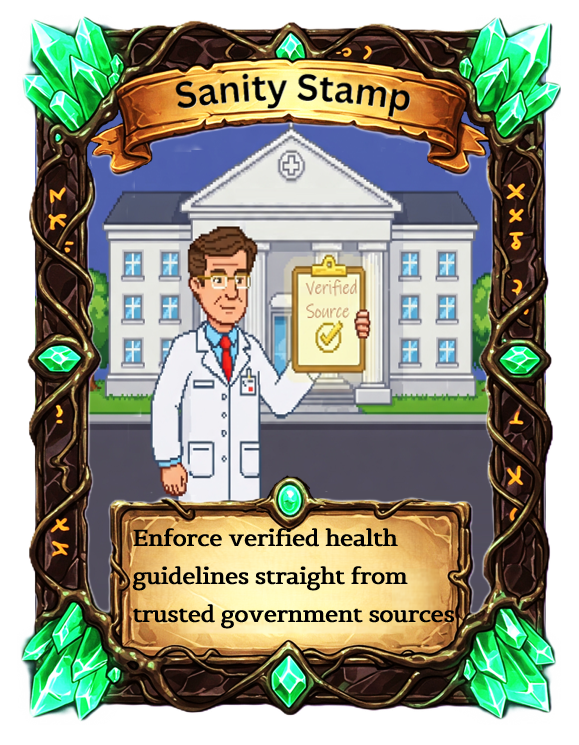 Sanity Stamp
Verified
Source
Enforce verified health
guidelines straight from
trusted government sources